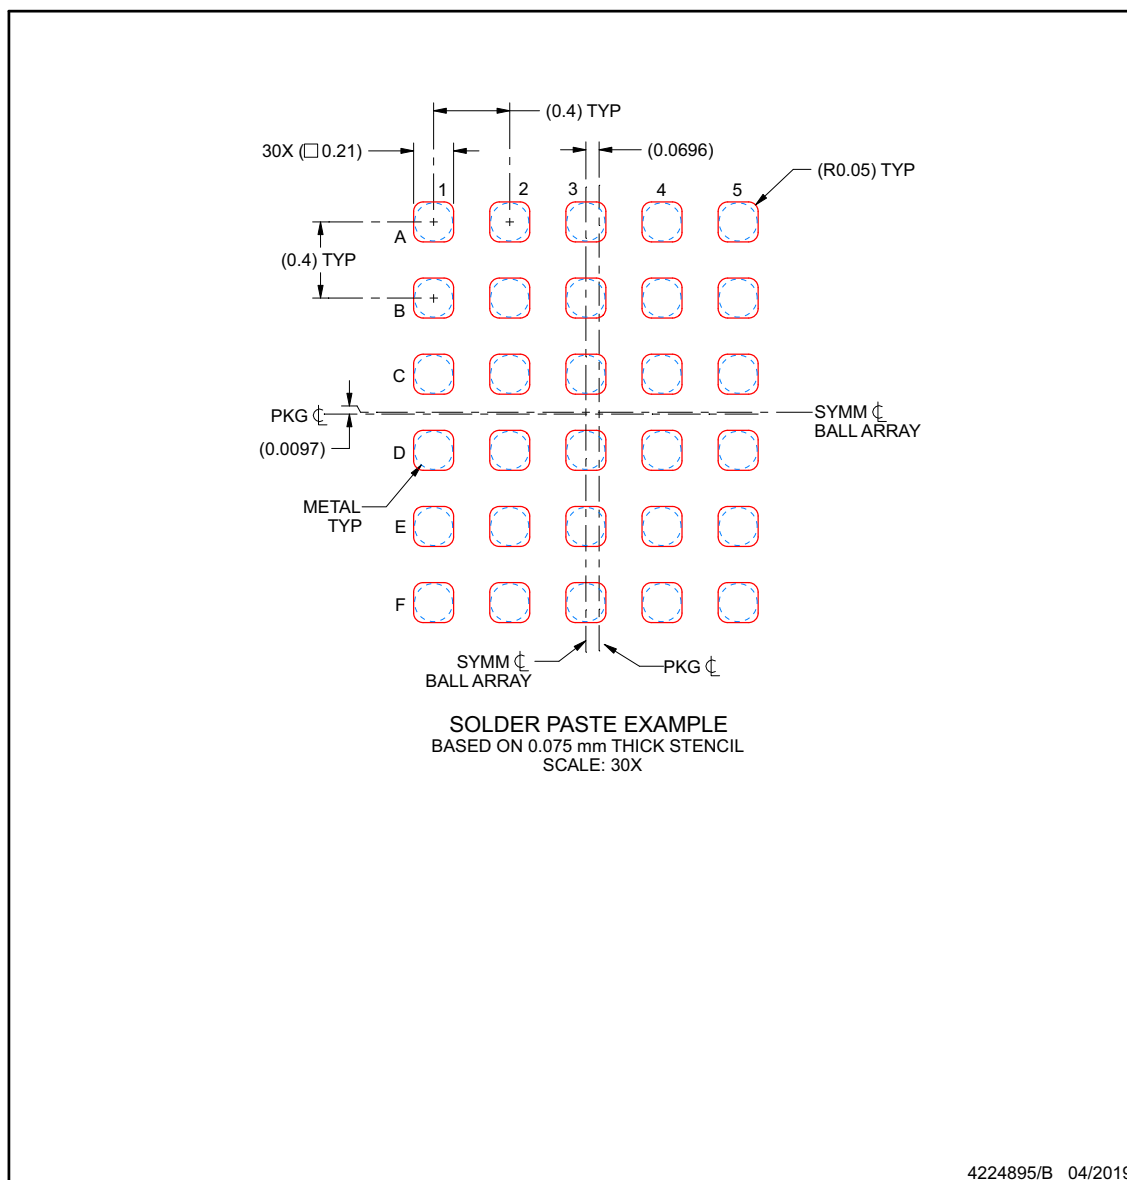 (0.4) TYP
30X (□ 0.21)
(0.0696)
(R0.05) TYP
1 2 3 4 5
A
(0.4) TYP
B
C
PKG ℄
SYMM ℄
BALL ARRAY
(0.0097)
D
METAL
TYP
E
F
SYMM ℄
BALL ARRAY
PKG ℄
SOLDER PASTE EXAMPLE
BASED ON 0.075 mm THICK STENCIL
SCALE: 30X
4224895/B 04/2019